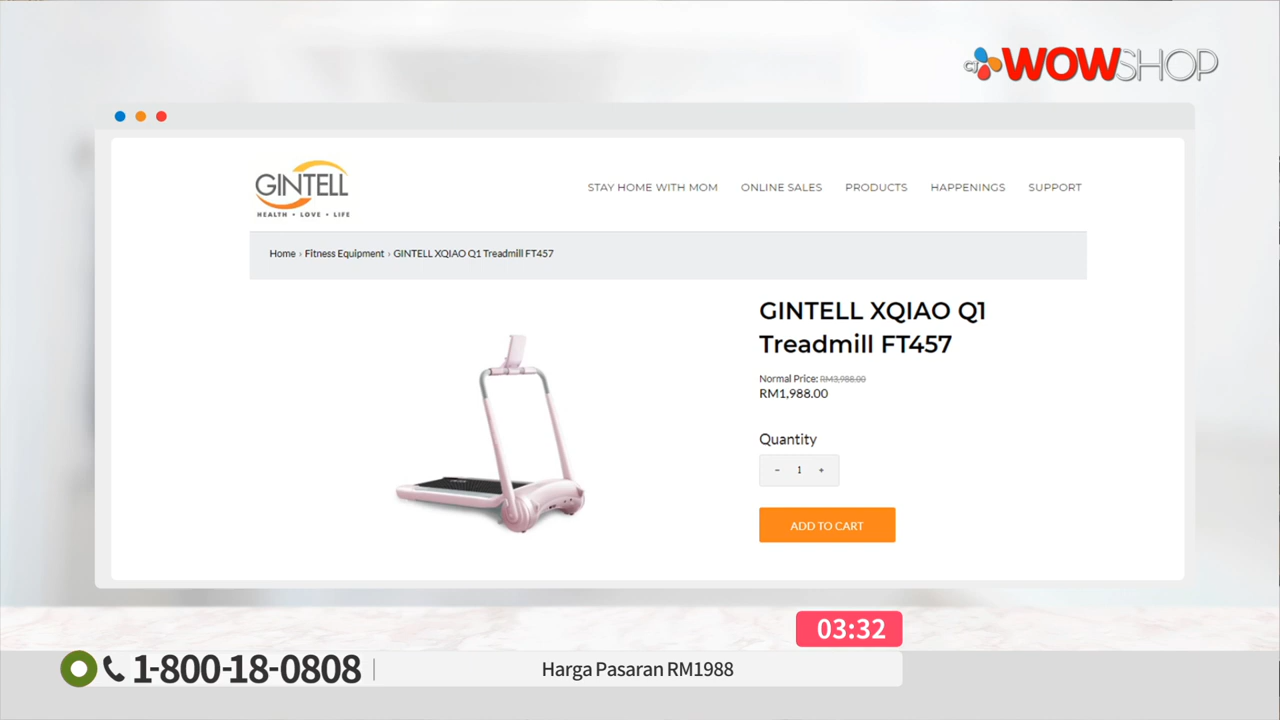 CJ WOWSHOP
GINTELL
HEALTH • LOVE • LIFE
STAY HOME WITH MOM ONLINE SALES PRODUCTS HAPPENINGS SUPPORT
Home › Fitness Equipment › GINTELL XQIAO Q1 Treadmill FT457
GINTELL XQIAO Q1
Treadmill FT457
Normal Price: RM3,988.00
RM1,988.00
Quantity
- 1 +
ADD TO CART
03:32
1-800-18-0808
Harga Pasaran RM1988